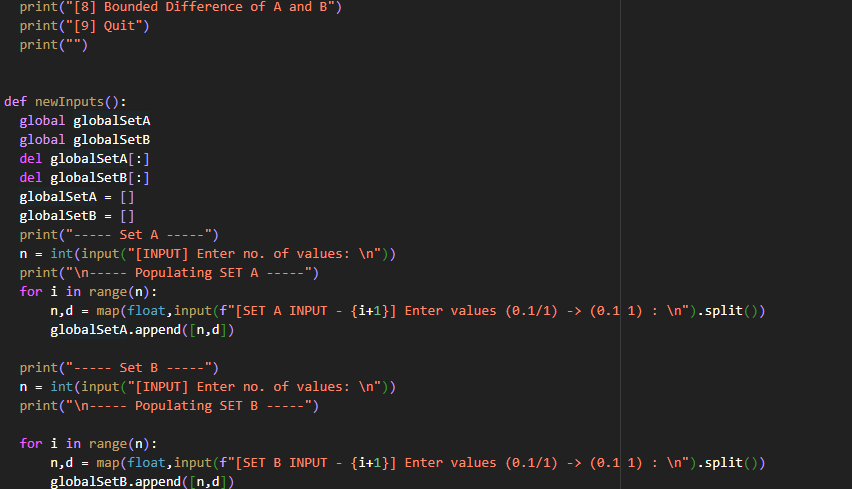 print("[8] Bounded Difference of A and B")
print("[9] Quit")
print("")
def newInputs():
global globalSetA
global globalSetB
del globalSetA[:]
del globalSetB[:]
globalSetA = []
globalSetB = []
print("----- Set A -----")
n = int(input("[INPUT] Enter no. of values: \n"))
print("\n----- Populating SET A -----")
for i in range(n):
n,d = map(float,input(f"[SET A INPUT - {i+1}] Enter values (0.1/1) -> (0.1 1) : \n").split())
globalSetA.append([n,d])
print("----- Set B -----")
n = int(input("[INPUT] Enter no. of values: \n"))
print("\n----- Populating SET B -----")
for i in range(n):
n,d = map(float,input(f"[SET B INPUT - {i+1}] Enter values (0.1/1) -> (0.1 1) : \n").split())
globalSetB.append([n,d])